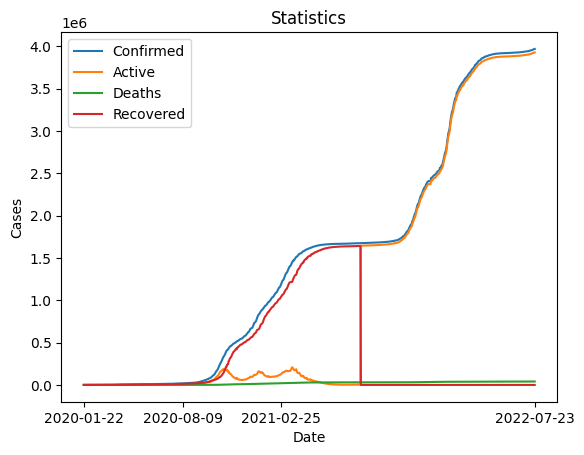 Statistics
1e6
Confirmed
Active
Deaths
Recovered
4.0
3.5
3.0
2.5
2.0
1.5
1.0
0.5
0.0
Cases
2020-01-22 2020-08-09 2021-02-25 2022-07-23
Date